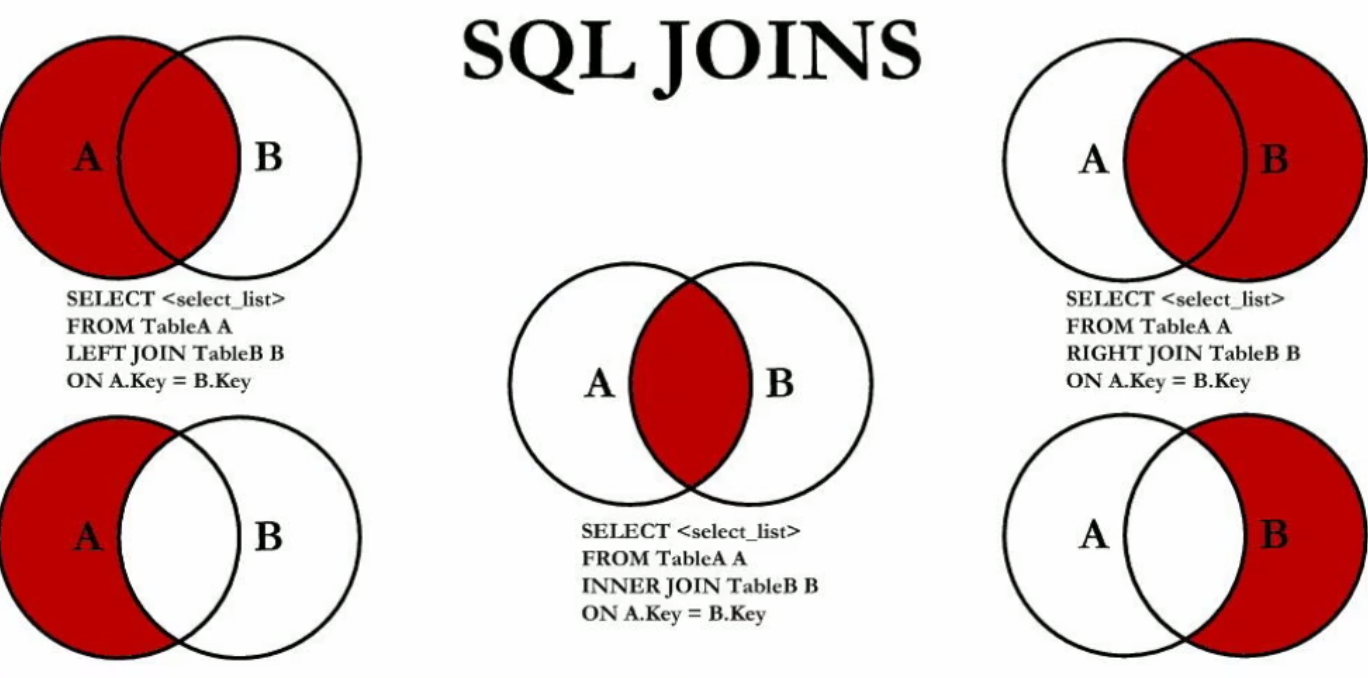 SQL JOINS
A B
SELECT <select_list>
FROM TableA A
LEFT JOIN TableB B
ON A.Key = B.Key
A B
SELECT <select_list>
FROM TableA A
RIGHT JOIN TableB B
ON A.Key = B.Key
A B
SELECT <select_list>
FROM TableA A
INNER JOIN TableB B
ON A.Key = B.Key
A B
A B